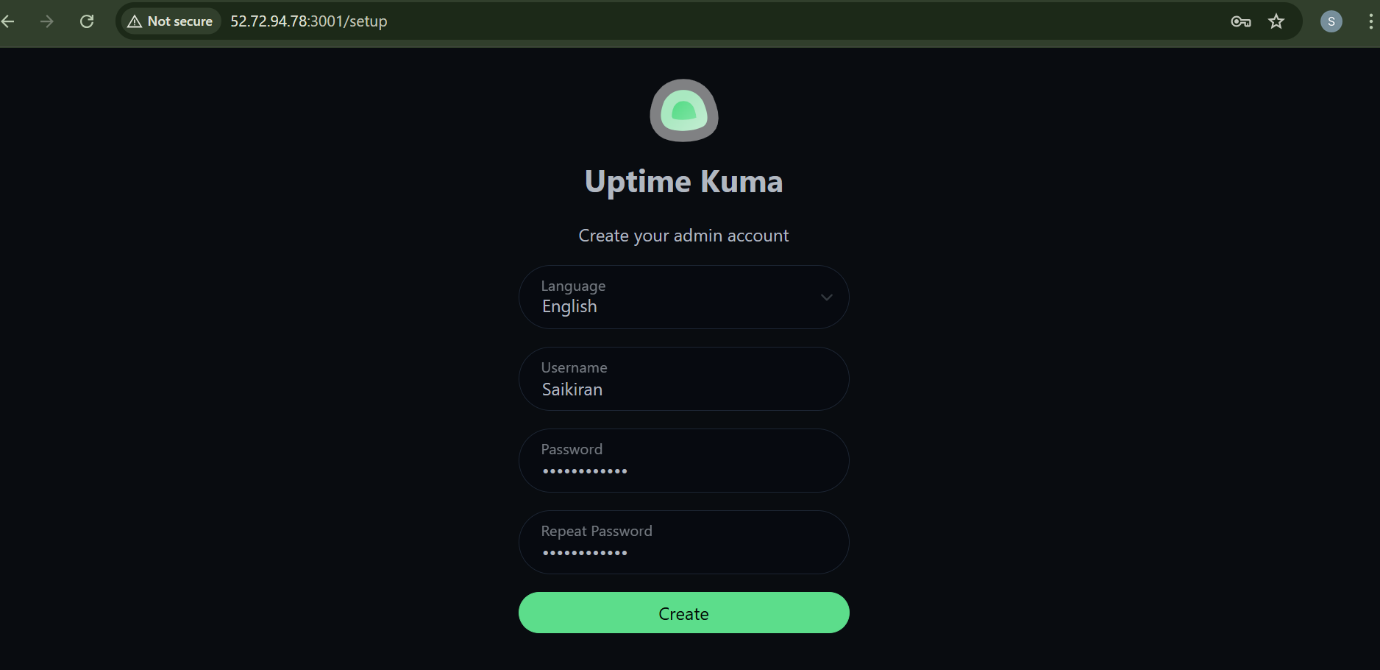 Not secure 52.72.94.78:3001/setup S
Uptime Kuma
Create your admin account
Language
English
Username
Saikiran
Password
••••••••••••
Repeat Password
••••••••••••
Create